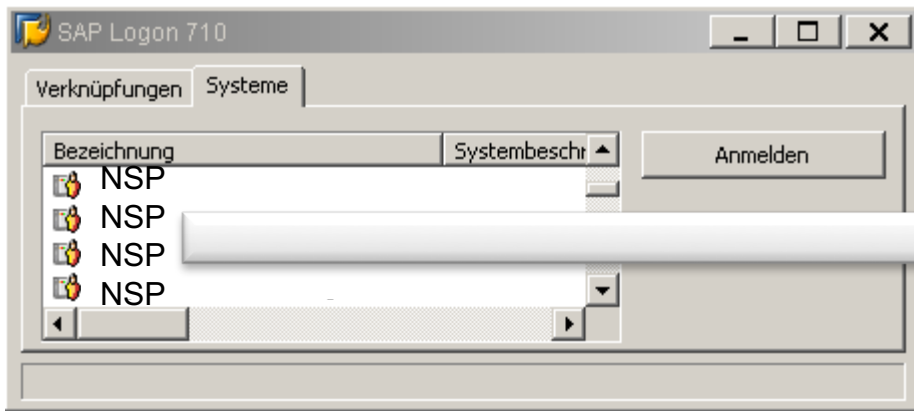 SAP Logon 710
Verknüpfungen Systeme
Bezeichnung Systembeschr
Anmelden
NSP
NSP
NSP
NSP